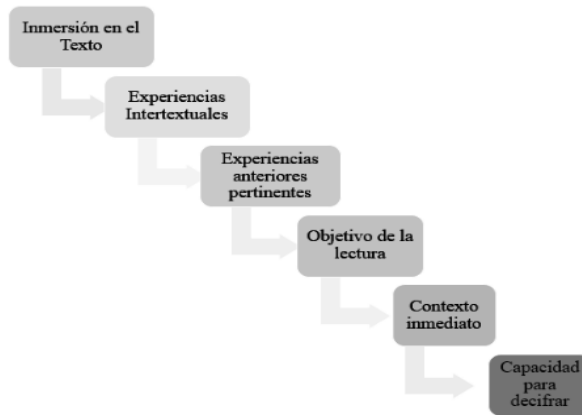 Inmersión en el
Texto
Experiencias
Intertextuales
Experiencias
anteriores
pertinentes
Objetivo de la
lectura
Contexto
inmediato
Capacidad
para
decifrar